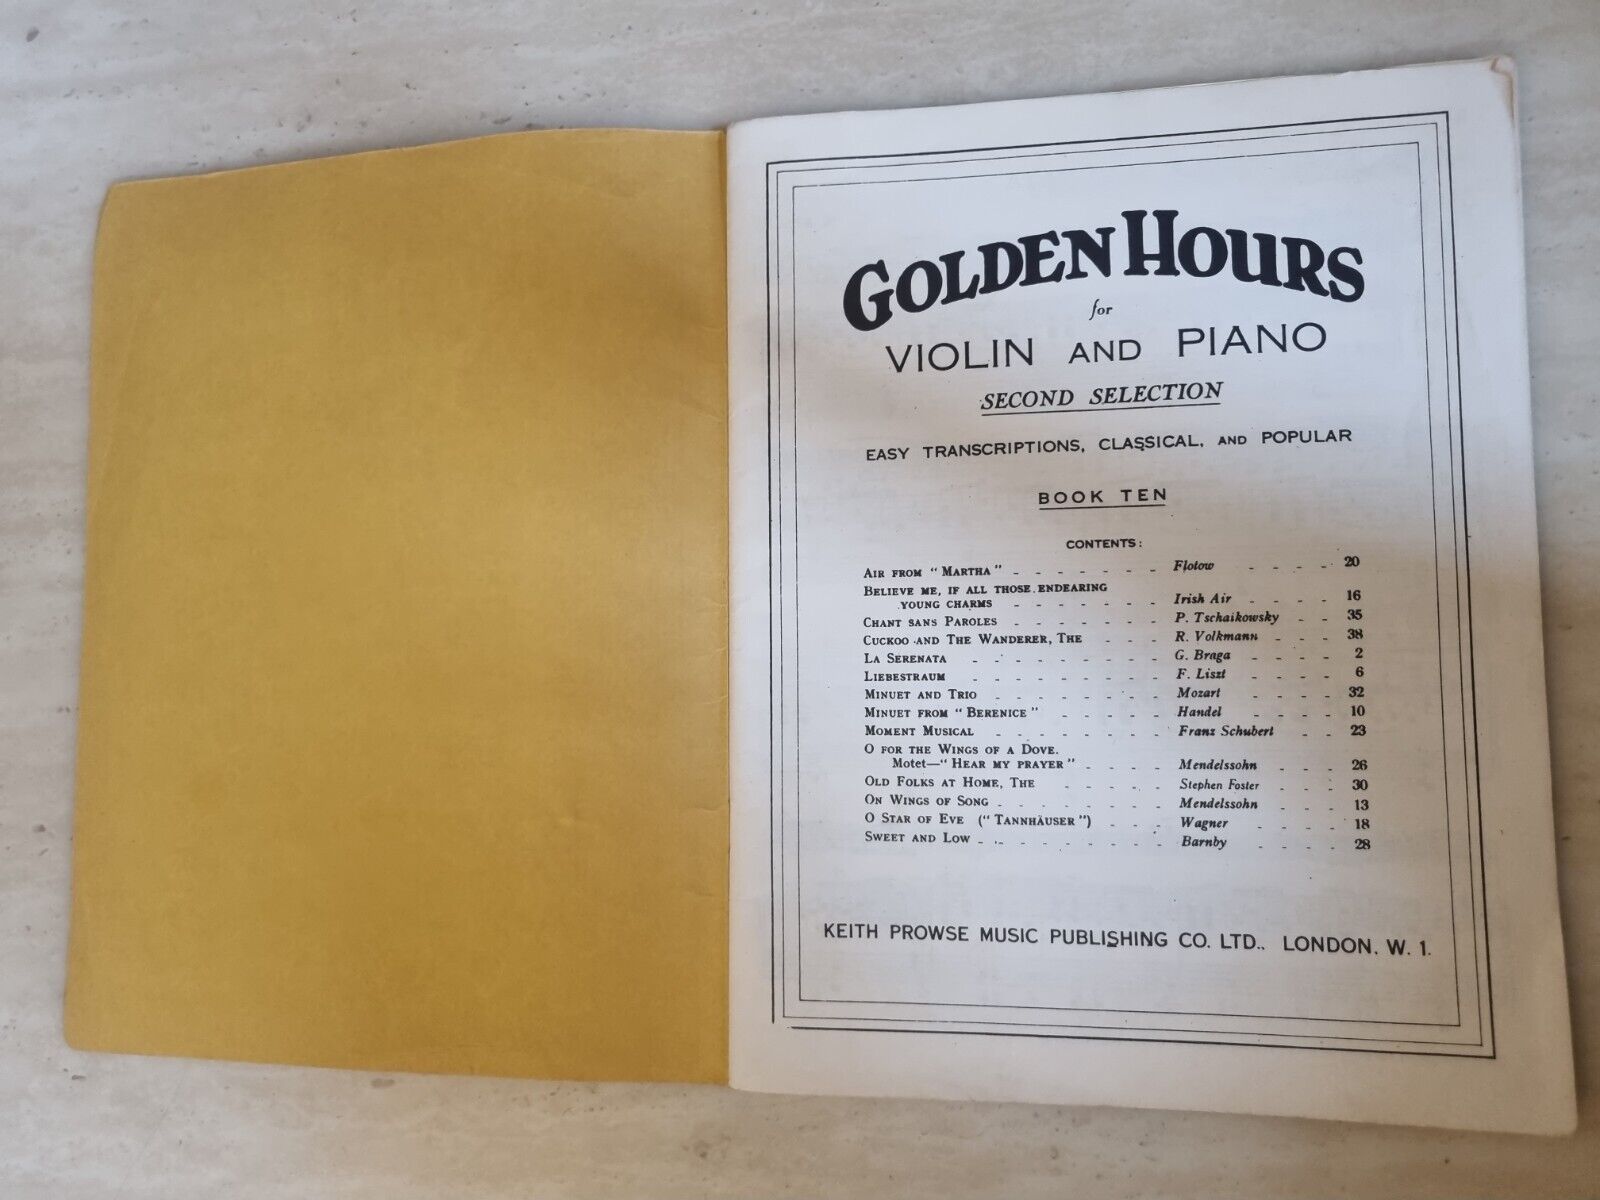 GOLDEN HOURS
for
VIOLIN AND PIANO
SECOND SELECTION
EASY TRANSCRIPTIONS, CLASSICAL, AND POPULAR
BOOK TEN
CONTENTS:
AIR FROM "MARTHA" - - - - - - - Flotow - - - - 20
BELIEVE ME, IF ALL THOSE ENDEARING
YOUNG CHARMS - - - - - - - Irish Air - - - - 16
CHANT SANS PAROLES - - - - - - - P. Tschaikowsky - - 35
CUCKOO AND THE WANDERER, THE - - - R. Volkmann - - - 38
LA SERENATA - - - - - - - - - G. Braga - - - - 2
LIEBESTRAUM - - - - - - - - - F. Liszt - - - - 6
MINUET AND TRIO - - - - - - - - Mozart - - - - 32
MINUET FROM "BERENICE" - - - - - Handel - - - - 10
MOMENT MUSICAL - - - - - - - - Franz Schubert - - 23
O FOR THE WINGS OF A DOVE.
Motet—"HEAR MY PRAYER" - - - - Mendelssohn - - - 26
OLD FOLKS AT HOME, THE - - - - - Stephen Foster - - - 30
ON WINGS OF SONG - - - - - - - - Mendelssohn - - - 13
O STAR OF EVE ("TANNHÄUSER") - - - Wagner - - - - 18
SWEET AND LOW - - - - - - - - Barnby - - - - 28
KEITH PROWSE MUSIC PUBLISHING CO. LTD., LONDON. W. 1.